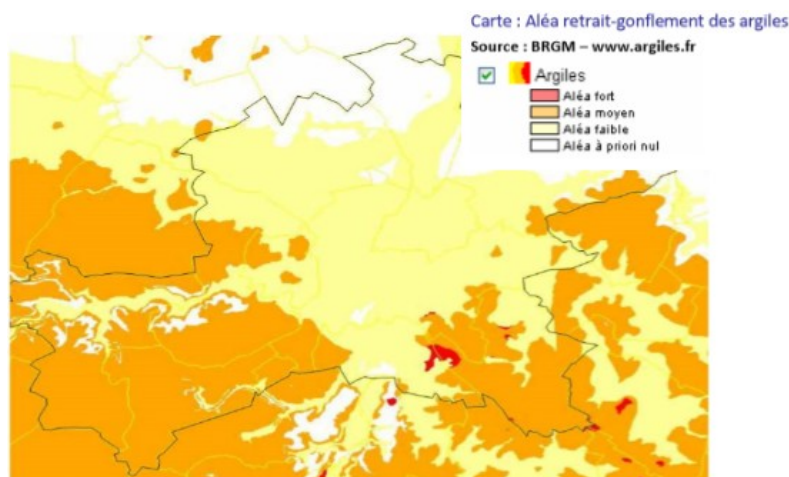 Carte : Aléa retrait-gonflement des argiles
Source : BRGM – www.argiles.fr
Argiles
Aléa fort
Aléa moyen
Aléa faible
Aléa à priori nul